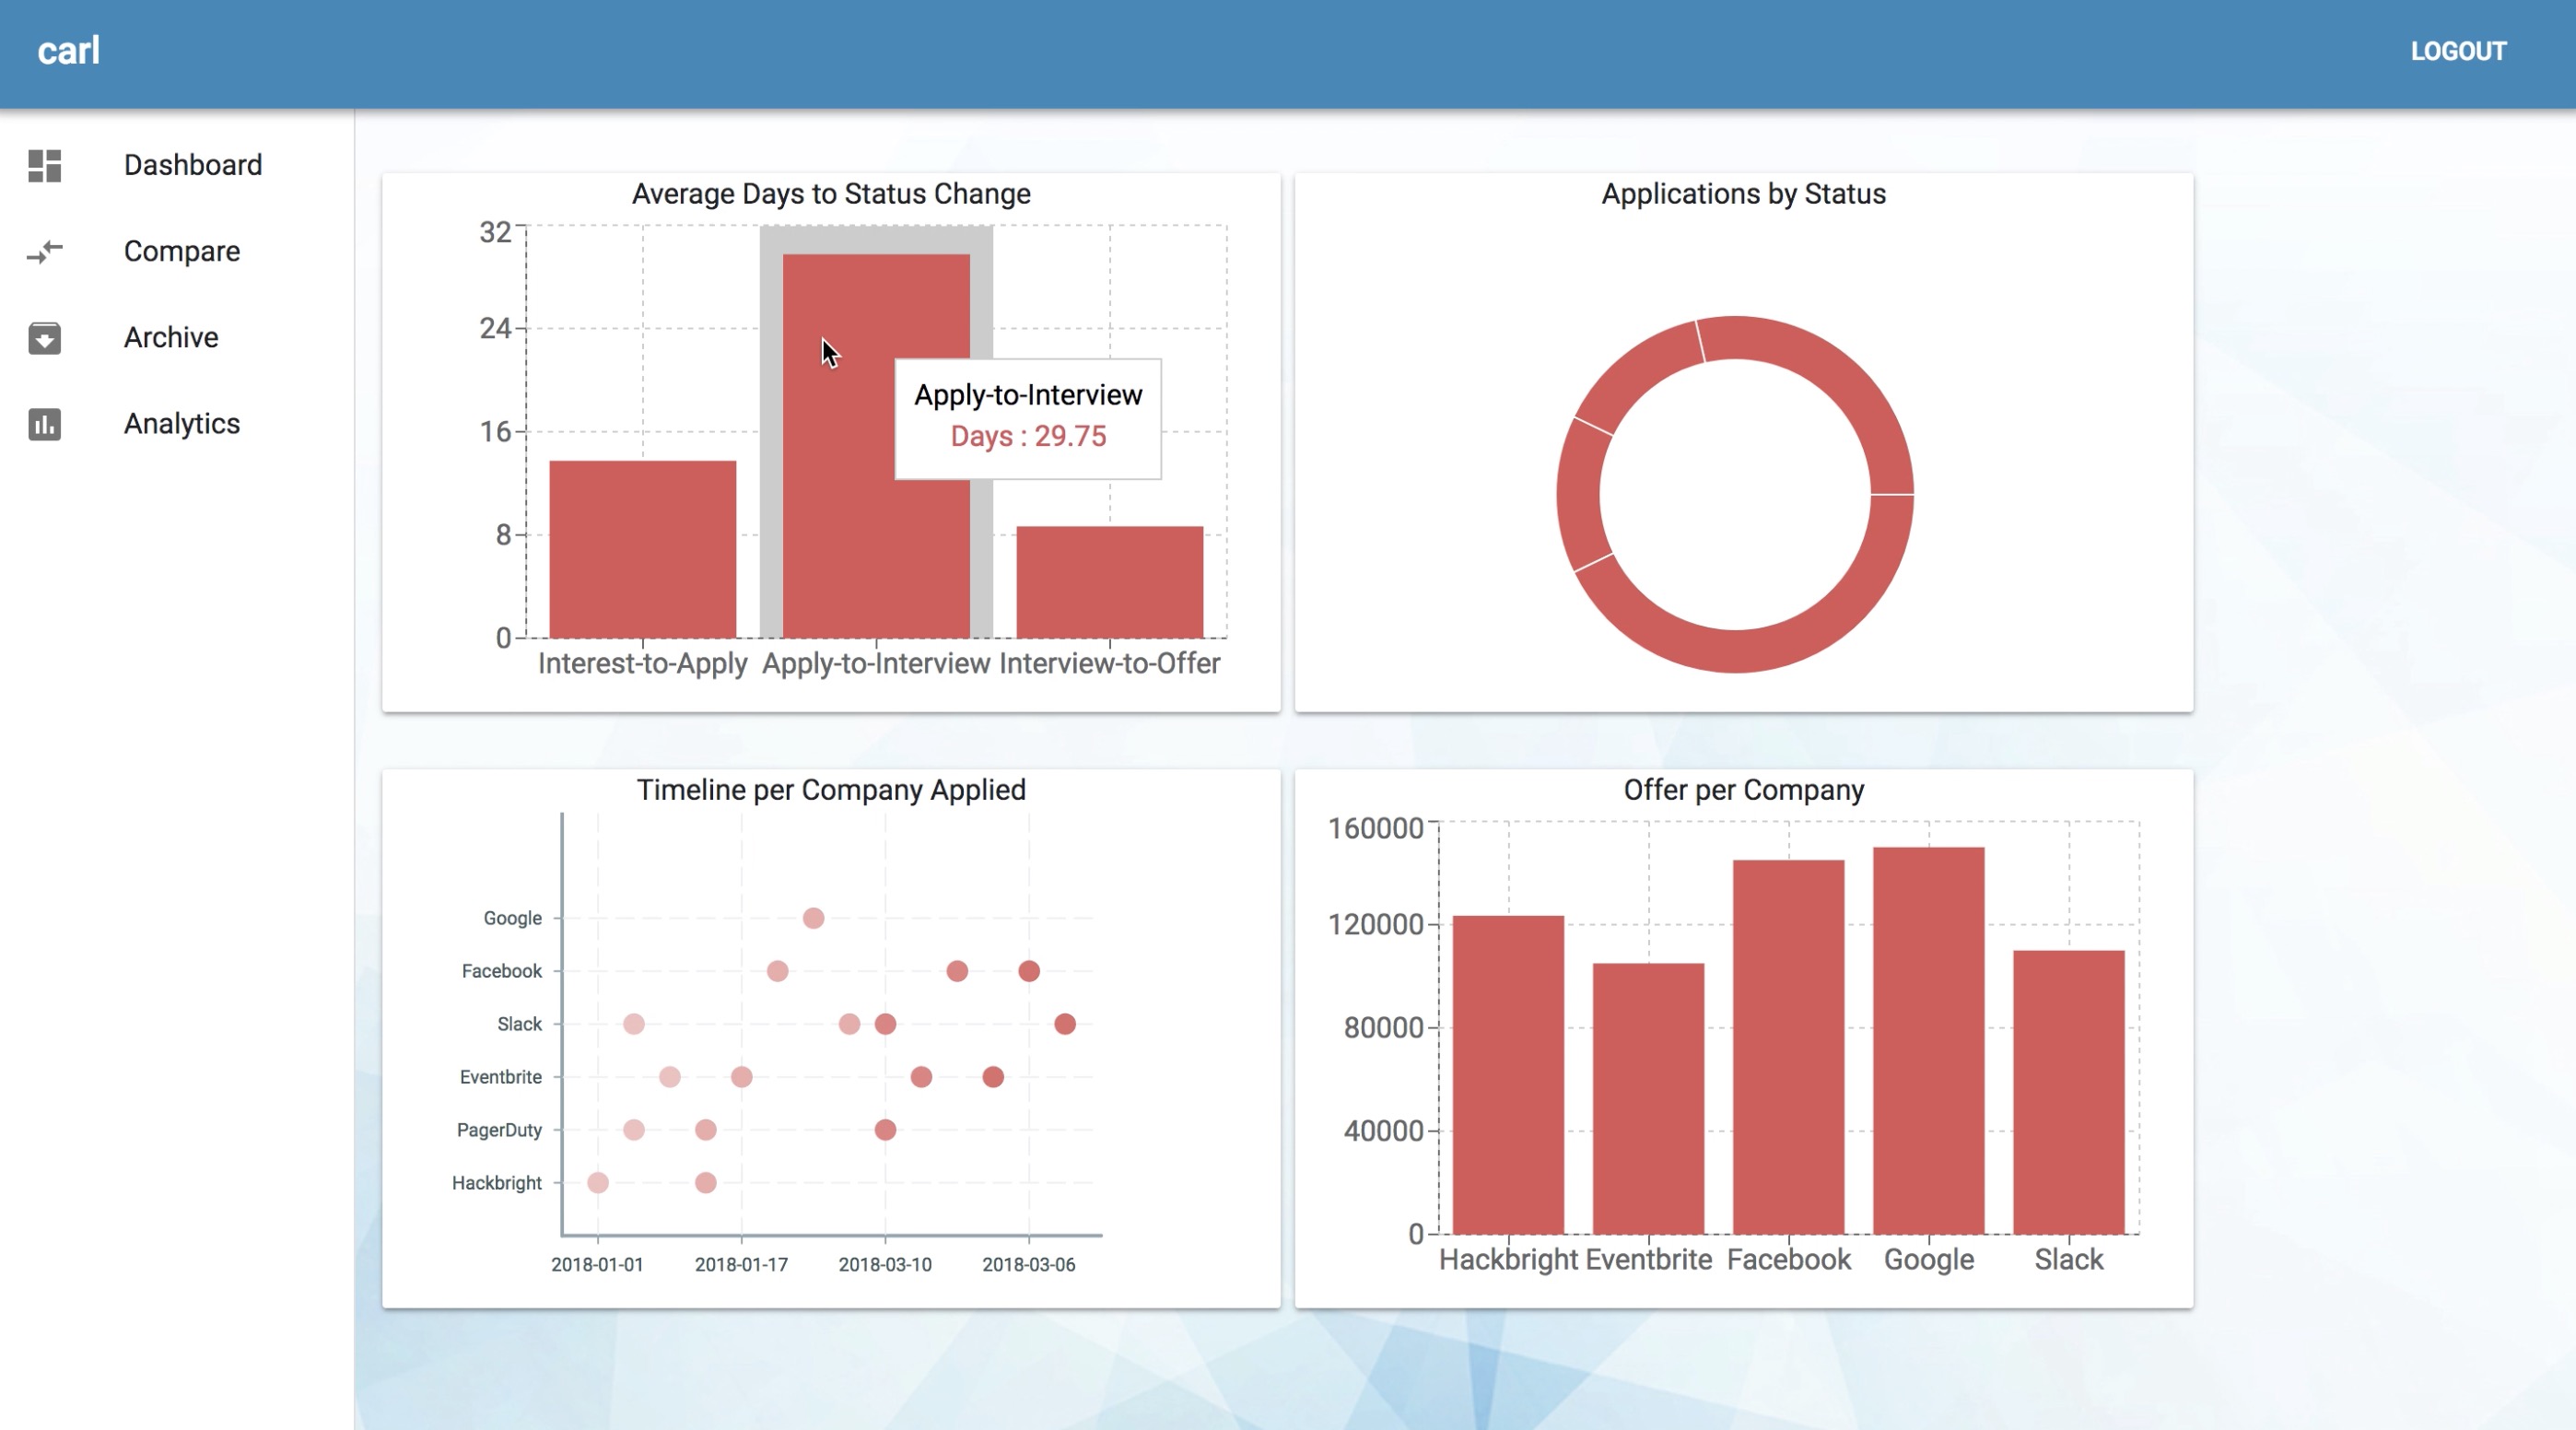 carl
LOGOUT
Dashboard
Compare
Archive
Analytics
Average Days to Status Change
32
24
16
8
0
Apply-to-Interview
Days : 29.75
Interest-to-Apply Apply-to-Interview Interview-to-Offer
Applications by Status
Timeline per Company Applied
Google
Facebook
Slack
Eventbrite
PagerDuty
Hackbright
2018-01-01 2018-01-17 2018-03-10 2018-03-06
Offer per Company
160000
120000
80000
40000
0
Hackbright Eventbrite Facebook Google Slack